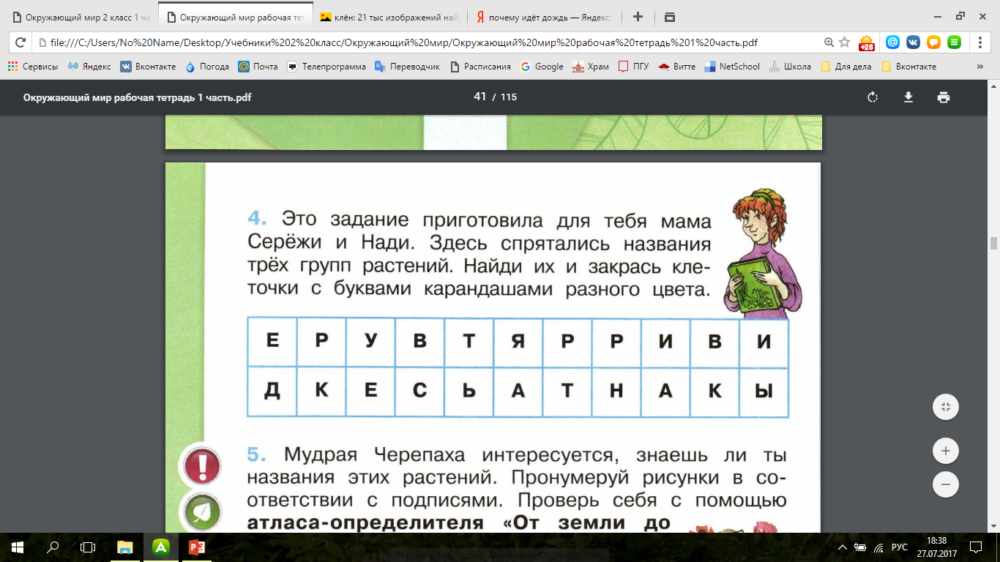 Окружающий мир 2 класс 1 ча
Окружающий мир рабочая тет
клён: 21 тыс изображений най
почему идёт дождь — Яндекс:
file:///C:/Users/No%20Name/Desktop/Учебники%202%20класс/Окружающий%20мир/Окружающий%20мир%20рабочая%20тетрадь%201%20часть.pdf
+26
Сервисы Яндекс Вконтакте Погода Почта Телепрограмма Переводчик Расписания Google Храм ПГУ Витте NetSchool Школа Для дела Вконтакте »
Окружающий мир рабочая тетрадь 1 часть.pdf 41 / 115
4. Это задание приготовила для тебя мама
Серёжи и Нади. Здесь спрятались названия
трёх групп растений. Найди их и закрась кле-
точки с буквами карандашами разного цвета.
Е Р У В Т Я Р Р И В И
Д К Е С Ь А Т Н А К Ы
5. Мудрая Черепаха интересуется, знаешь ли ты
названия этих растений. Пронумеруй рисунки в со-
ответствии с подписями. Проверь себя с помощью
атласа-определителя «От земли до
РУС
18:38
27.07.2017